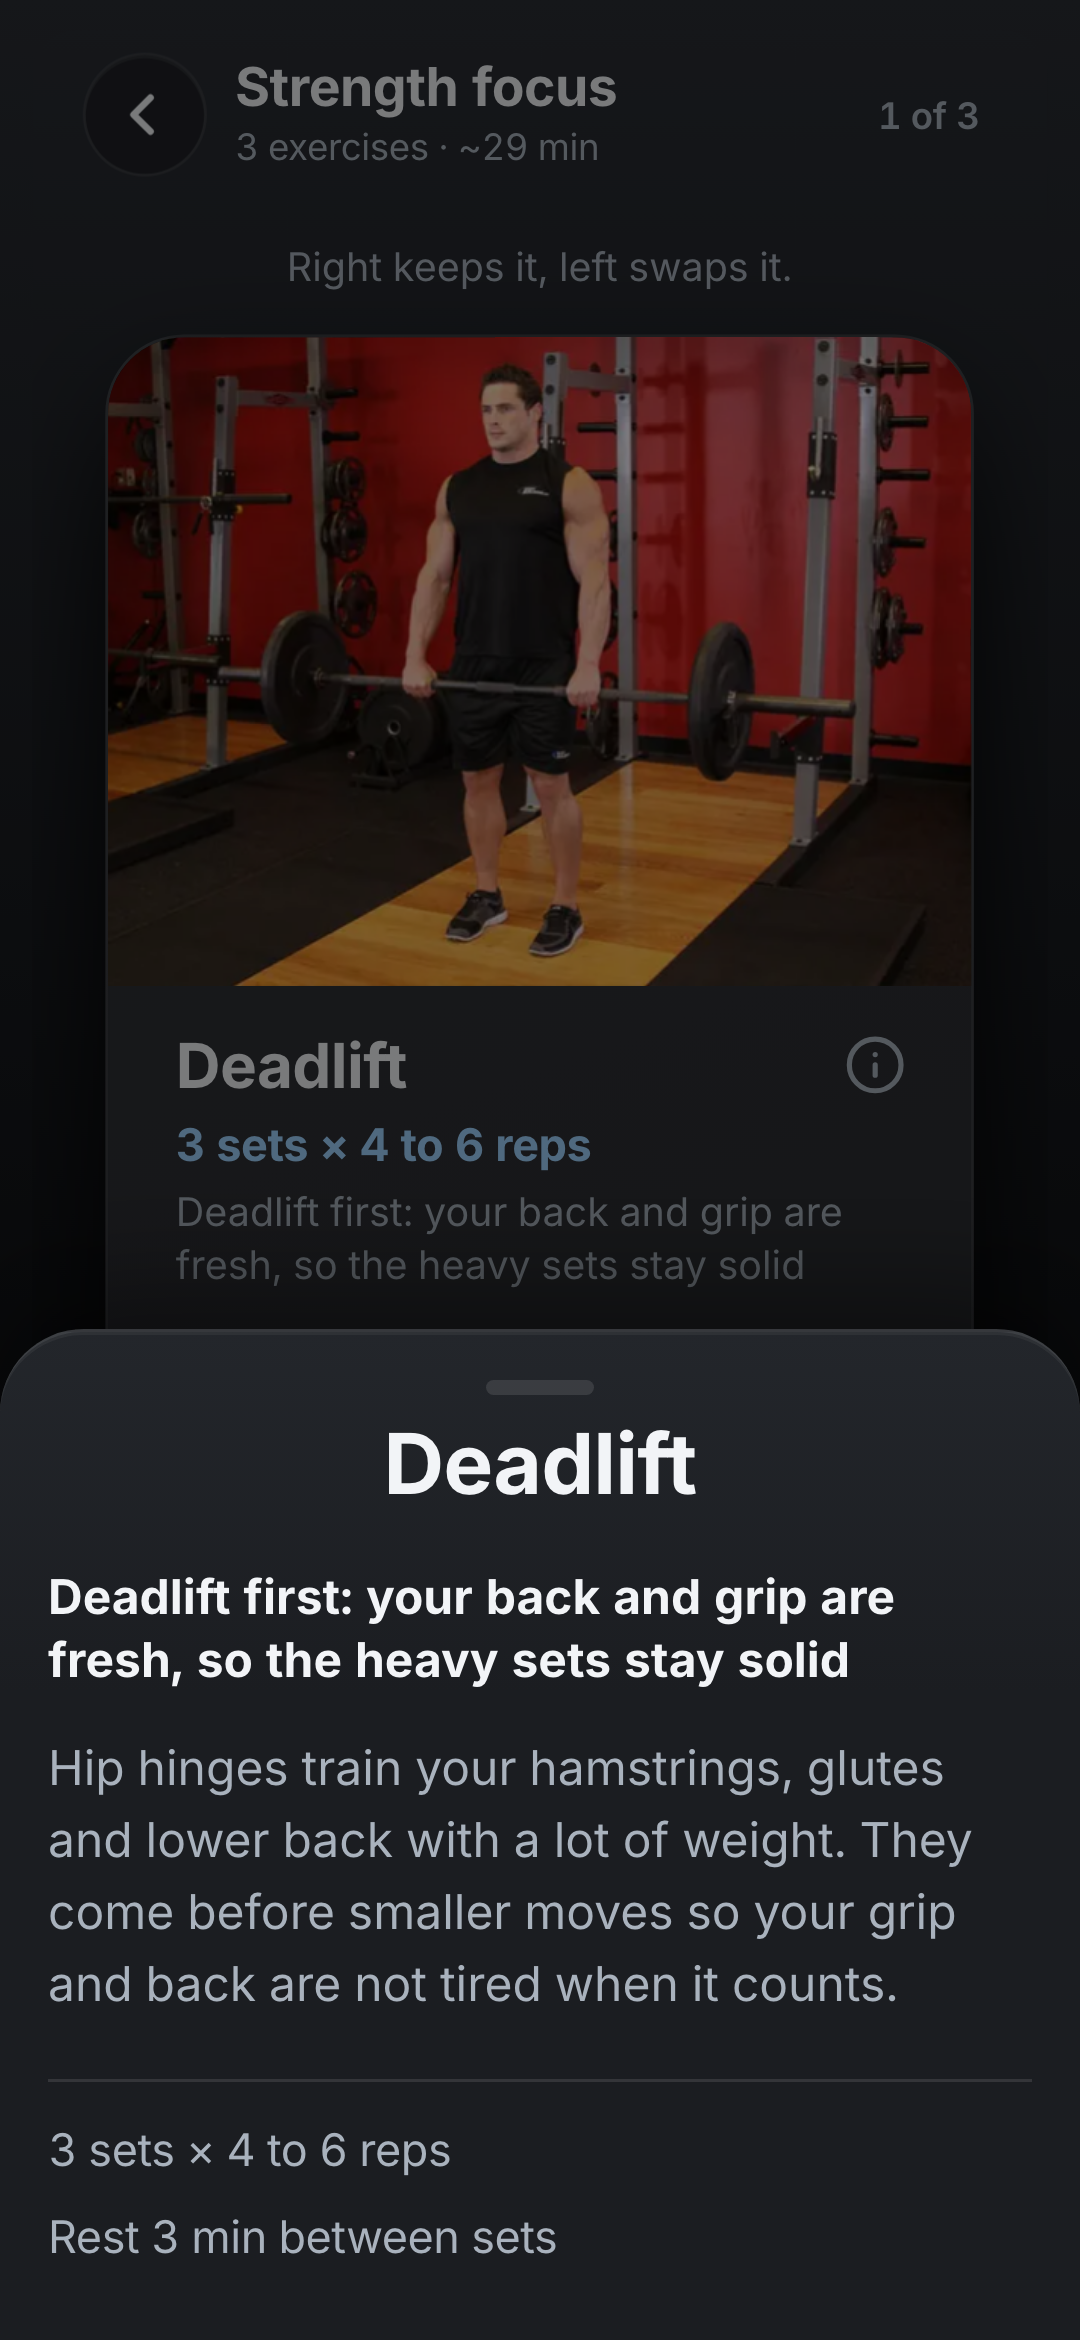 Strength focus
3 exercises · ~29 min
1 of 3
Right keeps it, left swaps it.
Deadlift
3 sets × 4 to 6 reps
Deadlift first: your back and grip are
fresh, so the heavy sets stay solid
Deadlift
Deadlift first: your back and grip are
fresh, so the heavy sets stay solid
Hip hinges train your hamstrings, glutes
and lower back with a lot of weight. They
come before smaller moves so your grip
and back are not tired when it counts.
3 sets × 4 to 6 reps
Rest 3 min between sets